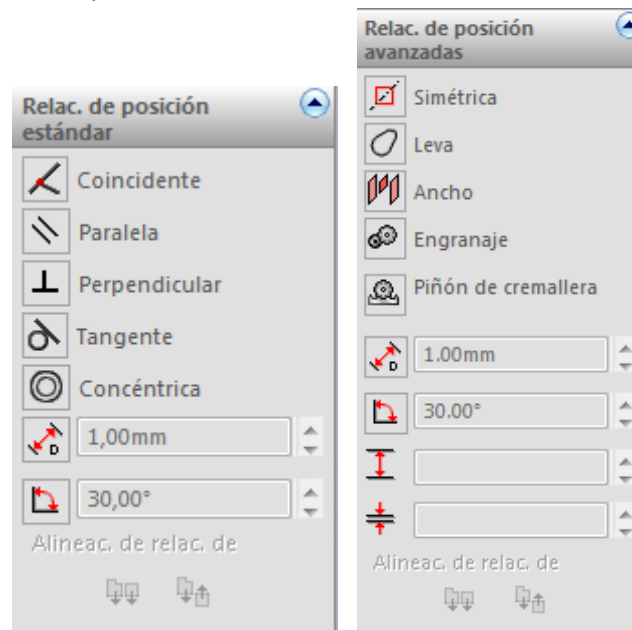 Relac. de posición
estándar
Coincidente
Paralela
Perpendicular
Tangente
Concéntrica
D
1,00mm
30,00°
Alineac. de relac. de
Relac. de posición
avanzadas
Simétrica
Leva
Ancho
Engranaje
Piñón de cremallera
D
1.00mm
30.00°
Alineac. de relac. de